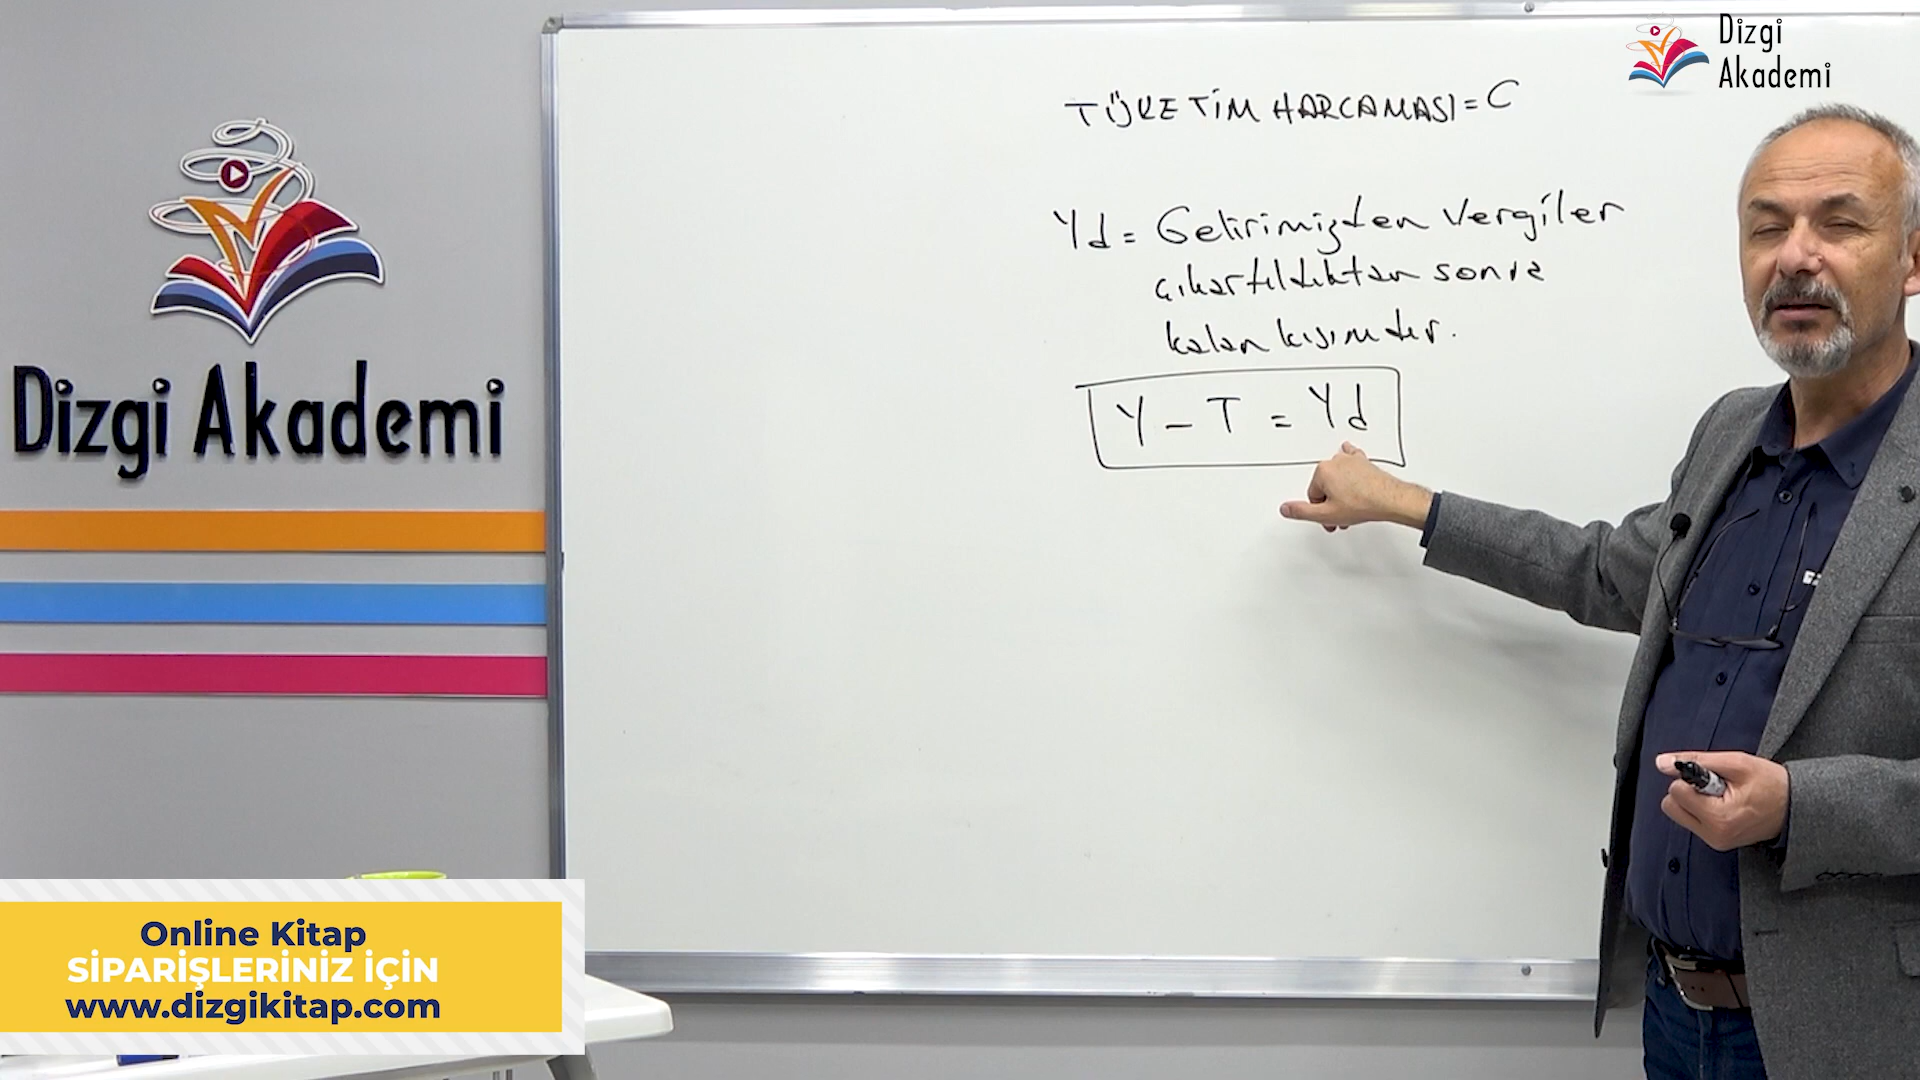 Dizgi
Akademi
TÜKETİM HARCAMASI = C
Yd = Gelirimizden Vergiler
çıkartıldıktan sonra
kalan kısımdır.
Y - T = Yd
Dizgi Akademi
Online Kitap
SİPARİŞLERİNİZ İÇİN
www.dizgikitap.com